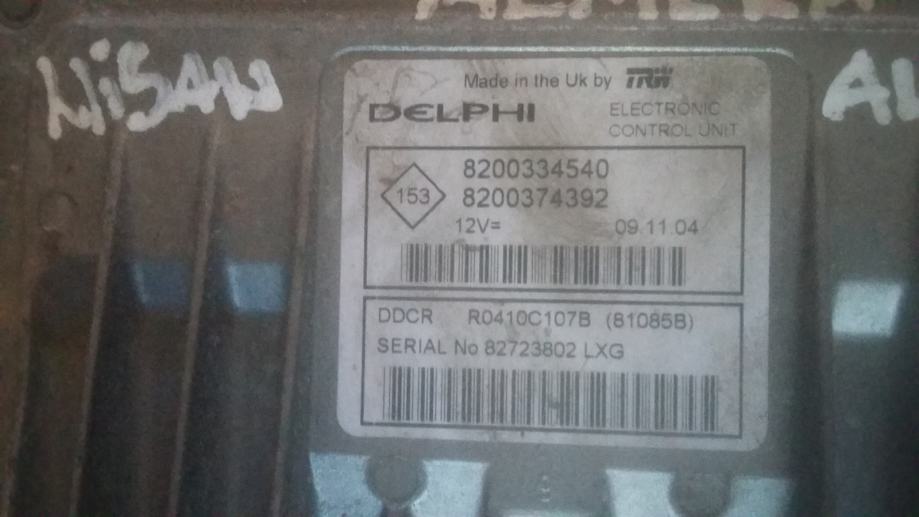 ALMERA
NiSAN
Made in the Uk by TRW
DELPHI
ELECTRONIC
CONTROL UNIT
153
8200334540
8200374392
12V= 09.11.04
DDCR R0410C107B (81085B)
SERIAL No 82723802 LXG